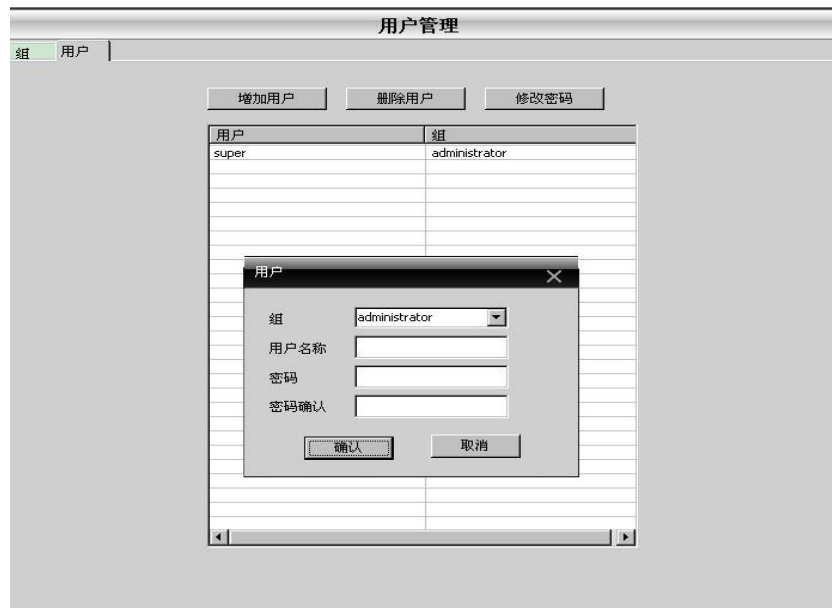 用户管理
组 用户
增加用户 删除用户 修改密码
用户 组
super administrator
用户
组 administrator
用户名称
密码
密码确认
确认 取消